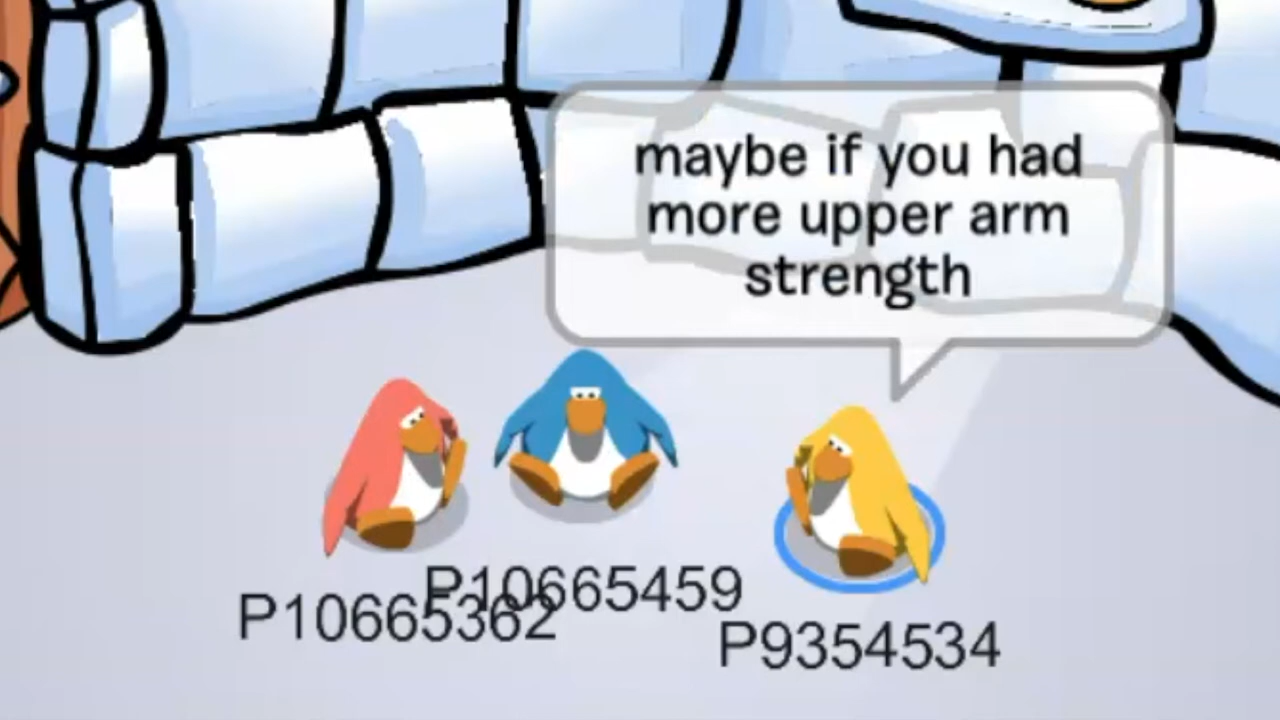 maybe if you had
more upper arm
strength
P10665459
P10665362
P9354534